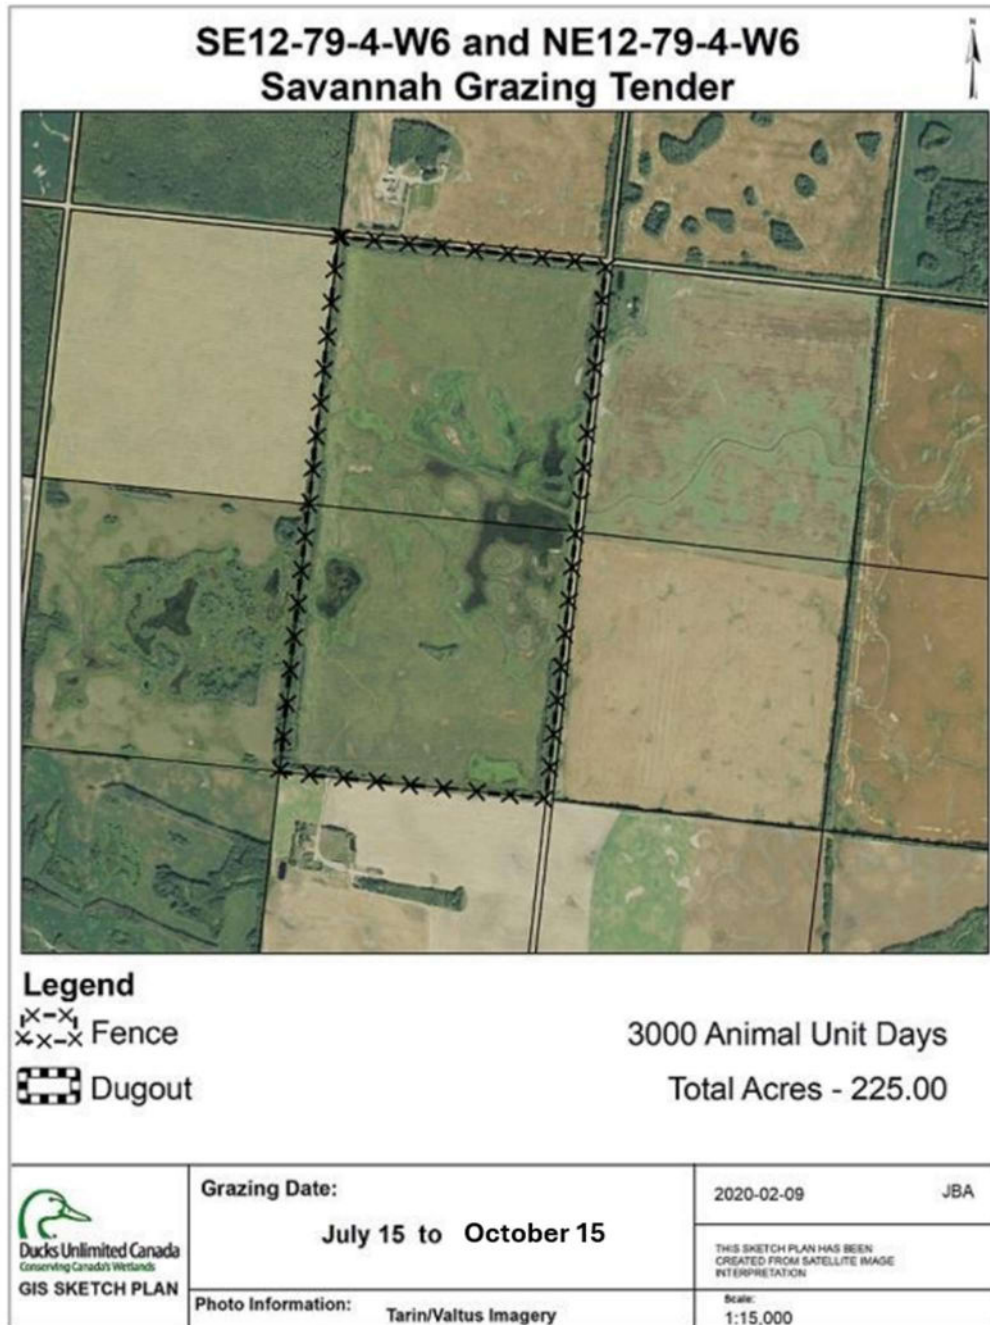 SE12-79-4-W6 and NE12-79-4-W6
Savannah Grazing Tender
N
Legend
Fence
Dugout
3000 Animal Unit Days
Total Acres - 225.00
Ducks Unlimited Canada
Conserving Canada's Wetlands
GIS SKETCH PLAN
Grazing Date:
July 15 to October 15
Photo Information:
Tarin/Valtus Imagery
2020-02-09 JBA
THIS SKETCH PLAN HAS BEEN
CREATED FROM SATELLITE IMAGE
INTERPRETATION
Scale:
1:15,000